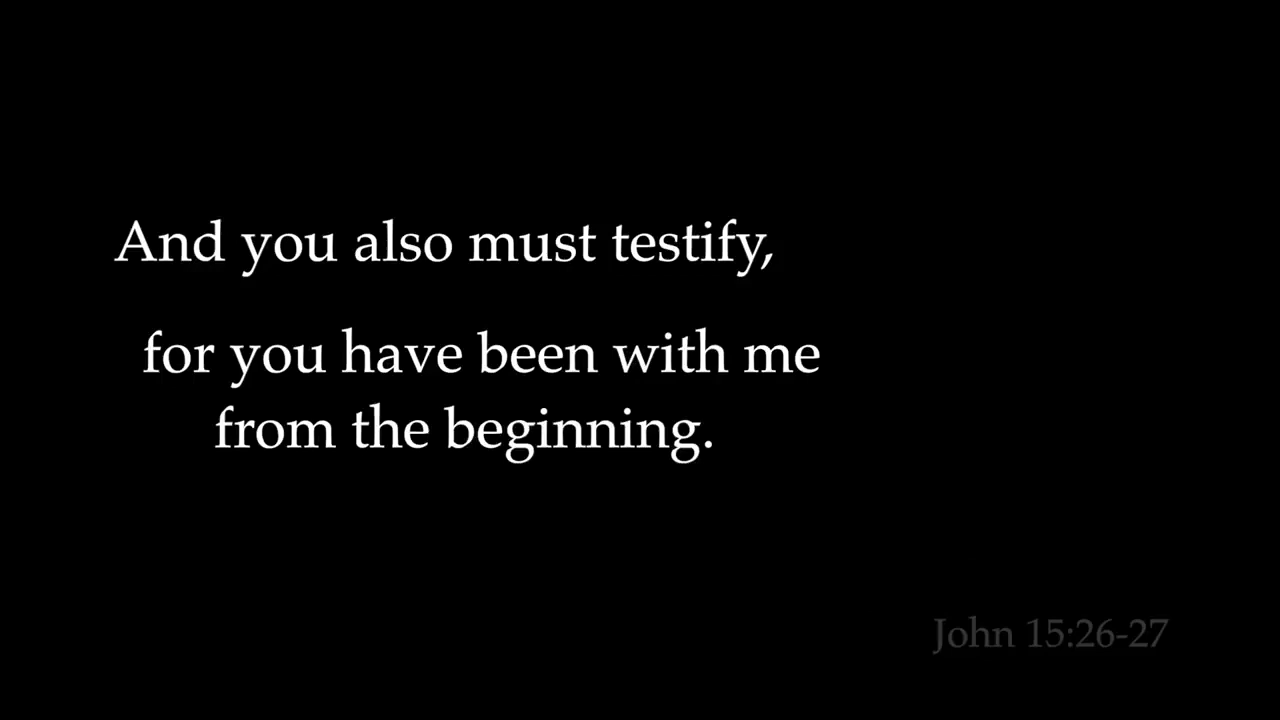 And you also must testify,
for you have been with me
from the beginning.
John 15:26-27